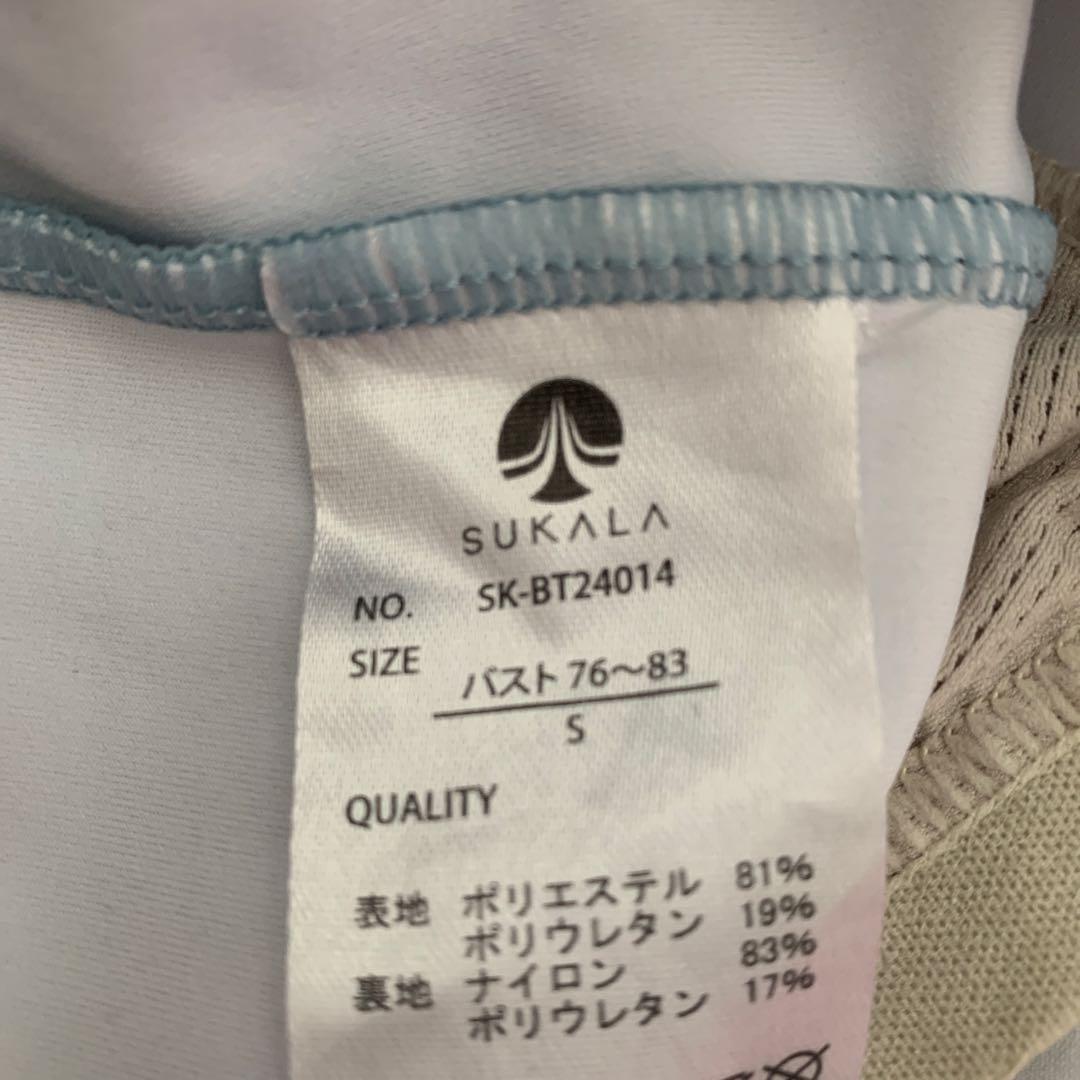 SUKALA
NO. SK-BT24014
SIZE バスト 76〜83
S
QUALITY
表地 ポリエステル 81%
ポリウレタン 19%
裏地 ナイロン 83%
ポリウレタン 17%